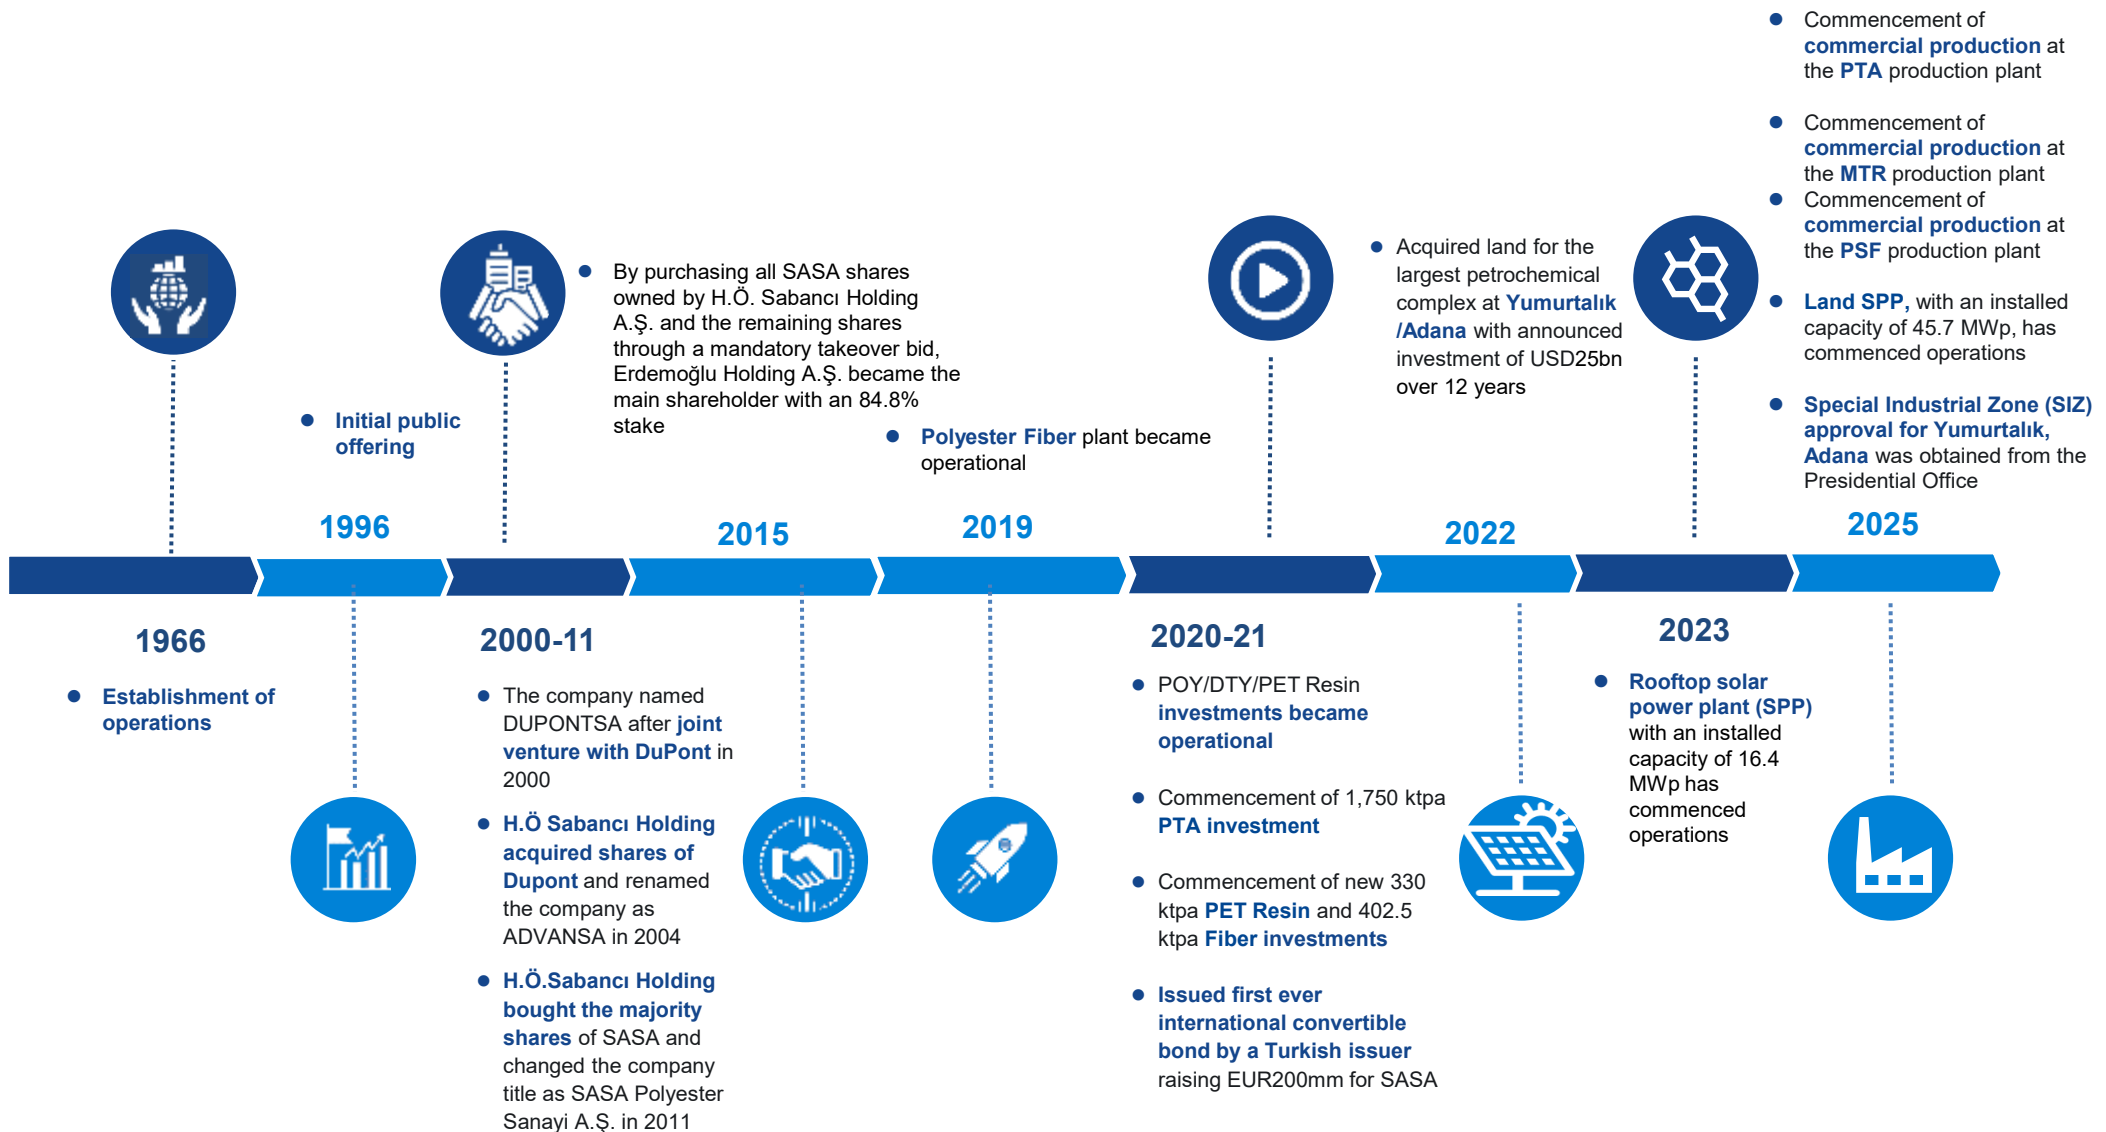 1966
Establishment of
operations
Initial public
offering
1996
2000-11
The company named
DUPONTSA after joint
venture with DuPont in
2000
H.Ö Sabancı Holding
acquired shares of
Dupont and renamed
the company as
ADVANSA in 2004
H.Ö.Sabancı Holding
bought the majority
shares of SASA and
changed the company
title as SASA Polyester
Sanayi A.Ş. in 2011
By purchasing all SASA shares
owned by H.Ö. Sabancı Holding
A.Ş. and the remaining shares
through a mandatory takeover bid,
Erdemoğlu Holding A.Ş. became the
main shareholder with an 84.8%
stake
2015
Polyester Fiber plant became
operational
2019
2020-21
POY/DTY/PET Resin
investments became
operational
Commencement of 1,750 ktpa
PTA investment
Commencement of new 330
ktpa PET Resin and 402.5
ktpa Fiber investments
Issued first ever
international convertible
bond by a Turkish issuer
raising EUR200mm for SASA
Acquired land for the
largest petrochemical
complex at Yumurtalık
/Adana with announced
investment of USD25bn
over 12 years
2022
2023
Rooftop solar
power plant (SPP)
with an installed
capacity of 16.4
MWp has
commenced
operations
Commencement of
commercial production at
the PTA production plant
Commencement of
commercial production at
the MTR production plant
Commencement of
commercial production at
the PSF production plant
Land SPP, with an installed
capacity of 45.7 MWp, has
commenced operations
Special Industrial Zone (SIZ)
approval for Yumurtalık,
Adana was obtained from the
Presidential Office
2025